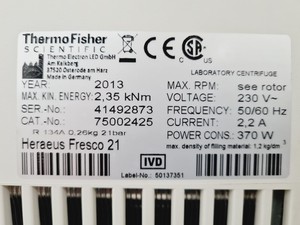 ThermoFisher
SCIENTIFIC
Thermo Electron LED GmbH
Am Kalkberg
37520 Osterode am Harz
Made in Germany
C US
LABORATORY CENTRIFUGE
YEAR: 2013
MAX. KIN. ENERGY: 2,35 kNm
SER.-No.: 41492873
CAT.-No.: 75002425
R 134A 0,26kg 21bar
Heraeus Fresco 21
MAX. RPM: see rotor
VOLTAGE: 230 V~
FREQUENCY: 50/60 Hz
CURRENT: 2,2 A
POWER CONS: 370 W
max. density of filling material: 1,2 kg/dm³
IVD
Label-No.: 50137351